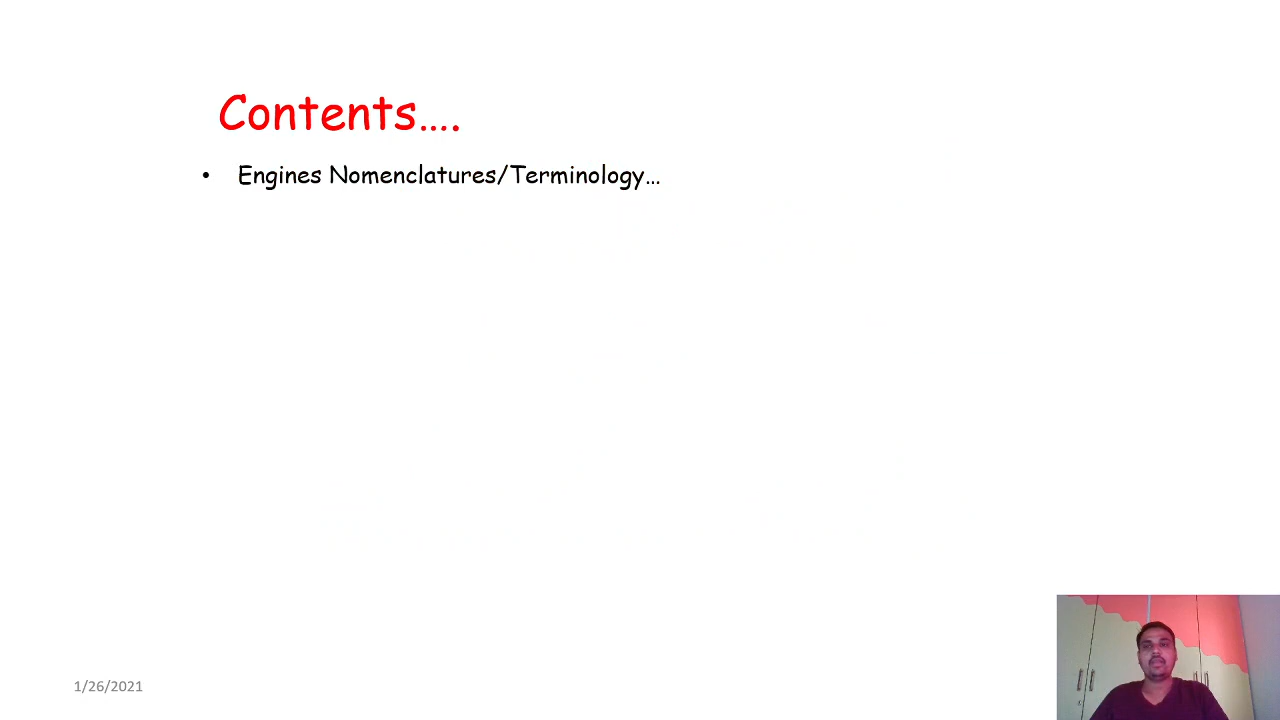 Contents….
• Engines Nomenclatures/Terminology…
1/26/2021